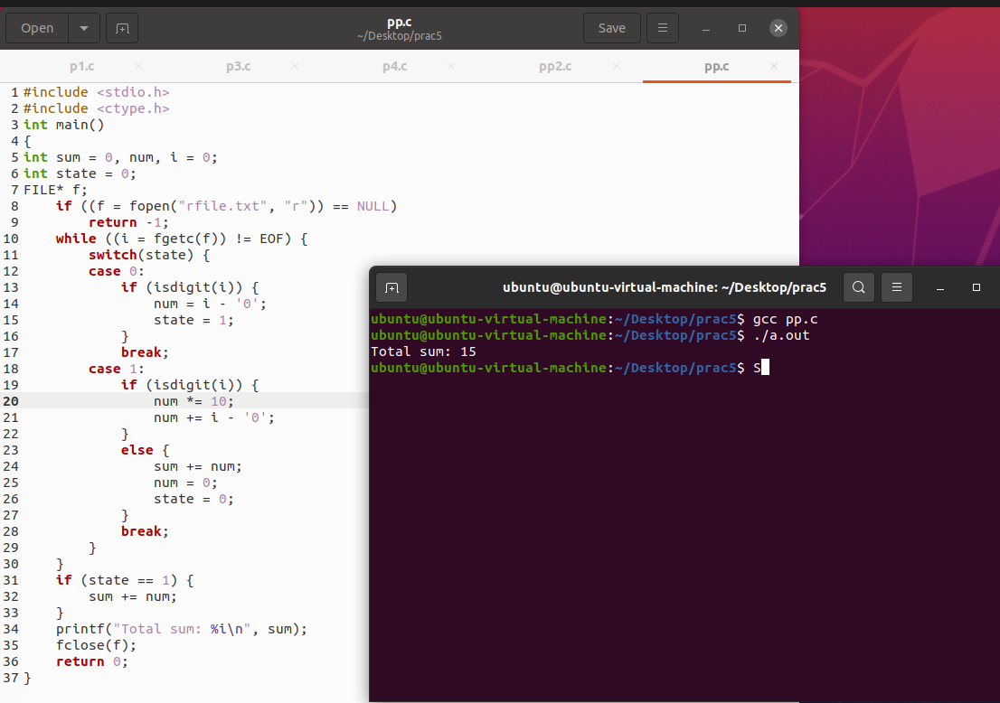 Open
pp.c
~/Desktop/prac5
Save
p1.c
p3.c
p4.c
pp2.c
pp.c
1 #include <stdio.h>
2 #include <ctype.h>
3 int main()
4 {
5 int sum = 0, num, i = 0;
6 int state = 0;
7 FILE* f;
8     if ((f = fopen("rfile.txt", "r")) == NULL)
9         return -1;
10     while ((i = fgetc(f)) != EOF) {
11         switch(state) {
12         case 0:
13             if (isdigit(i)) {
14                 num = i - '0';
15                 state = 1;
16             }
17             break;
18         case 1:
19             if (isdigit(i)) {
20                 num *= 10;
21                 num += i - '0';
22             }
23             else {
24                 sum += num;
25                 num = 0;
26                 state = 0;
27             }
28             break;
29         }
30     }
31     if (state == 1) {
32         sum += num;
33     }
34     printf("Total sum: %i\n", sum);
35     fclose(f);
36     return 0;
37 }
ubuntu@ubuntu-virtual-machine: ~/Desktop/prac5
ubuntu@ubuntu-virtual-machine:~/Desktop/prac5$ gcc pp.c
ubuntu@ubuntu-virtual-machine:~/Desktop/prac5$ ./a.out
Total sum: 15
ubuntu@ubuntu-virtual-machine:~/Desktop/prac5$ S